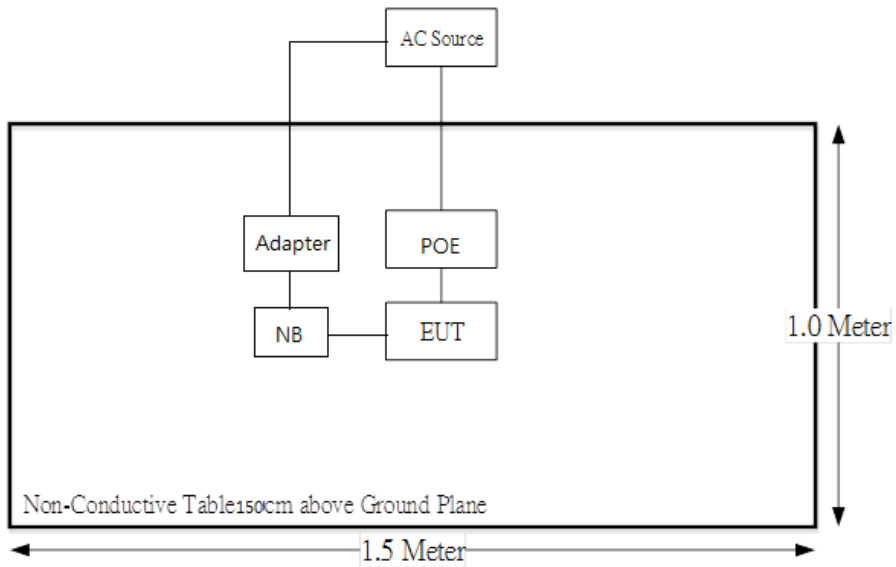 AC Source
Adapter
POE
NB
EUT
1.0 Meter
Non-Conductive Table150cm above Ground Plane
1.5 Meter